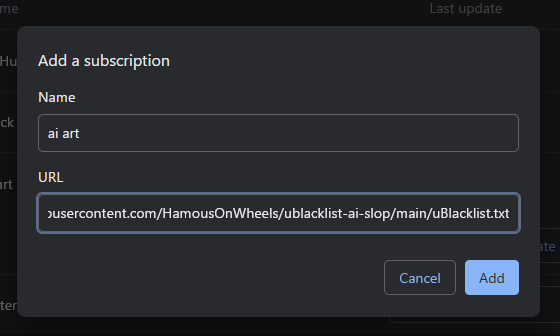 me
Last update
Hu
Add a subscription
Name
ck
ai art
art
URL
ousercontent.com/HamousOnWheels/ublacklist-ai-slop/main/uBlacklist.txt
ate
Cancel
Add
ter